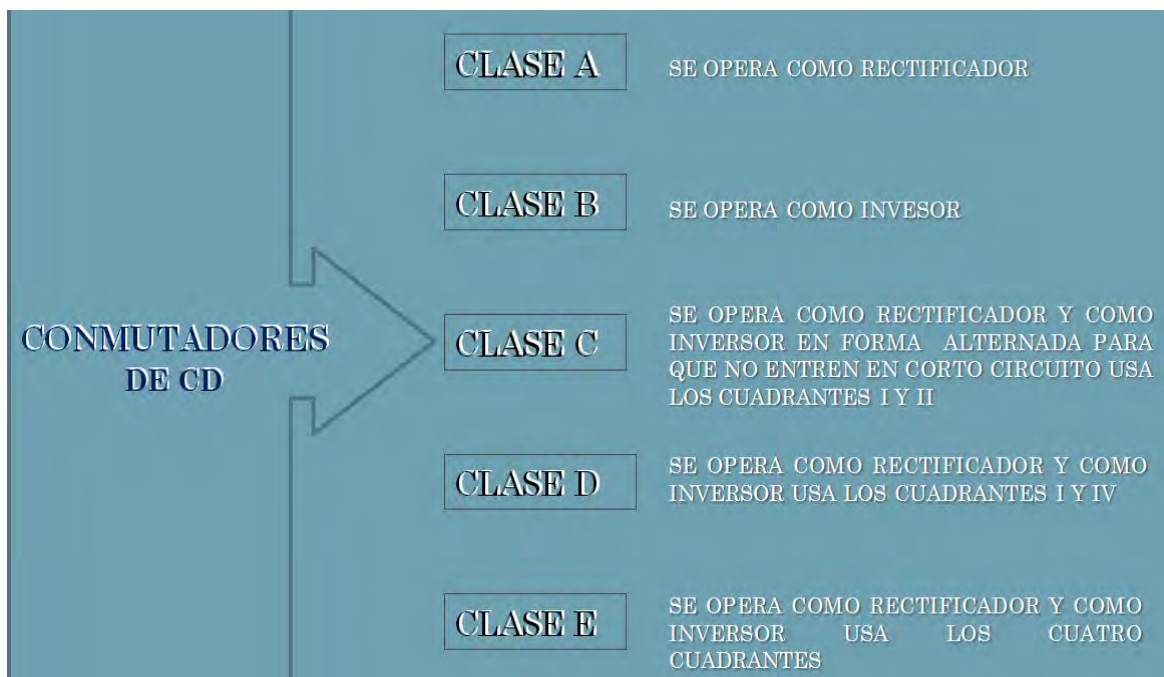 CLASE A
SE OPERA COMO RECTIFICADOR
CLASE B
SE OPERA COMO INVESOR
CONMUTADORES
DE CD
CLASE C
SE OPERA COMO RECTIFICADOR Y COMO
INVERSOR EN FORMA ALTERNADA PARA
QUE NO ENTREN EN CORTO CIRCUITO USA
LOS CUADRANTES I Y II
CLASE D
SE OPERA COMO RECTIFICADOR Y COMO
INVERSOR USA LOS CUADRANTES I Y IV
CLASE E
SE OPERA COMO RECTIFICADOR Y COMO
INVERSOR USA LOS CUATRO
CUADRANTES